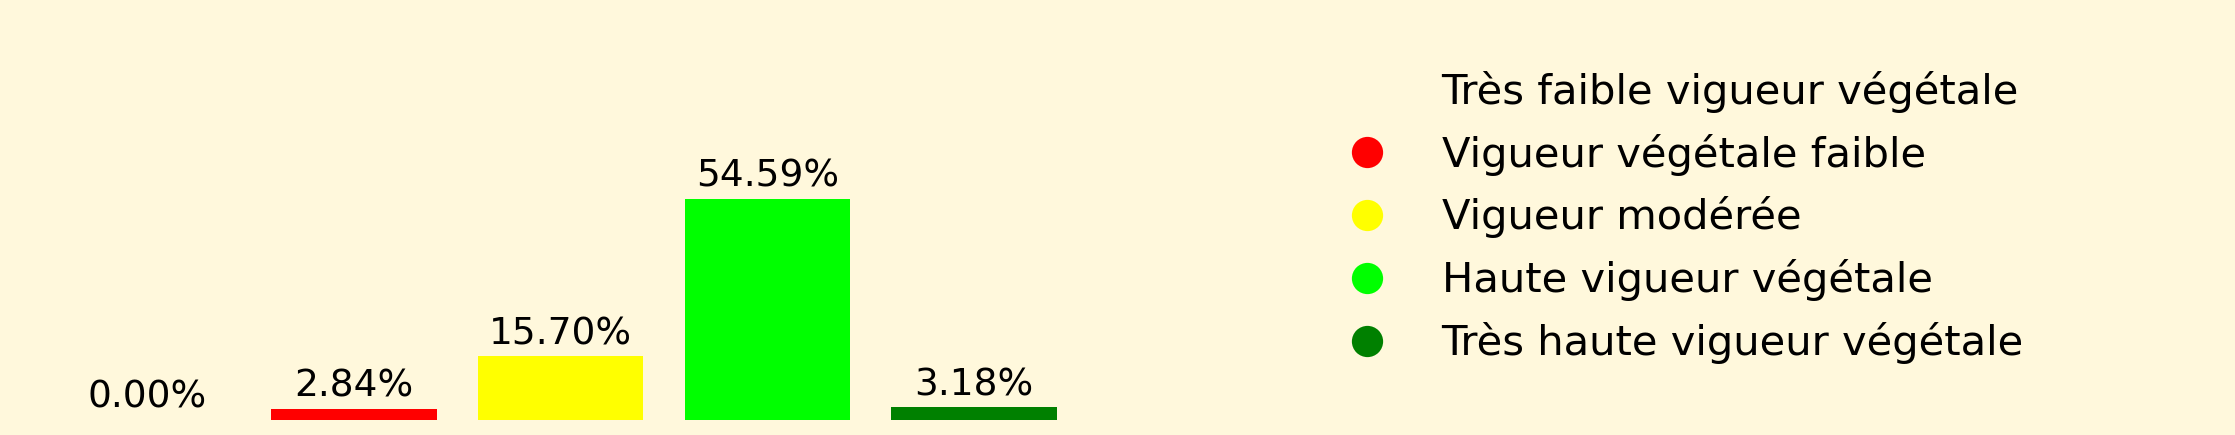 0.00%
2.84%
15.70%
54.59%
3.18%
Très faible vigueur végétale
Vigueur végétale faible
Vigueur modérée
Haute vigueur végétale
Très haute vigueur végétale